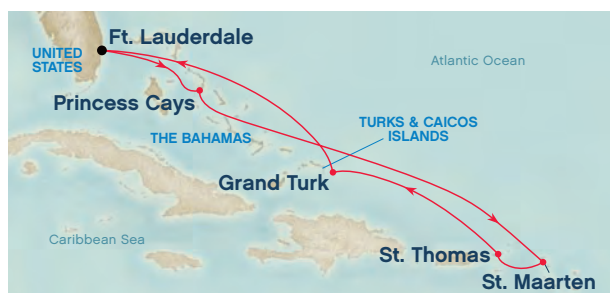 Ft. Lauderdale
UNITED
STATES
Atlantic Ocean
Princess Cays
THE BAHAMAS
TURKS & CAICOS
ISLANDS
Grand Turk
Caribbean Sea
St. Thomas
St. Maarten